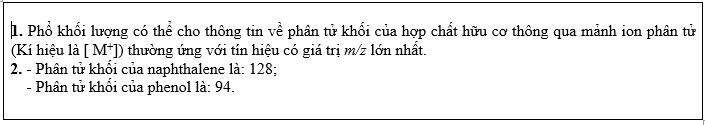 1. Phổ khối lượng có thể cho thông tin về phân tử khối của hợp chất hữu cơ thông qua mảnh ion phân tử
(Kí hiệu là [ M⁺]) thường ứng với tín hiệu có giá trị m/z lớn nhất.
2. - Phân tử khối của naphthalene là: 128;
- Phân tử khối của phenol là: 94.